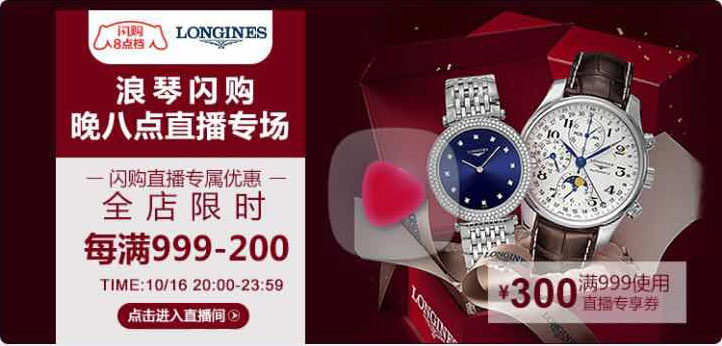 闪购
8点档
LONGINES
浪琴闪购
晚八点直播专场
闪购直播专属优惠
全店限时
每满999-200
TIME:10/16 20:00-23:59
点击进入直播间
LONGINES
LONGINES
LONGINES
¥300
满999使用
直播专享券